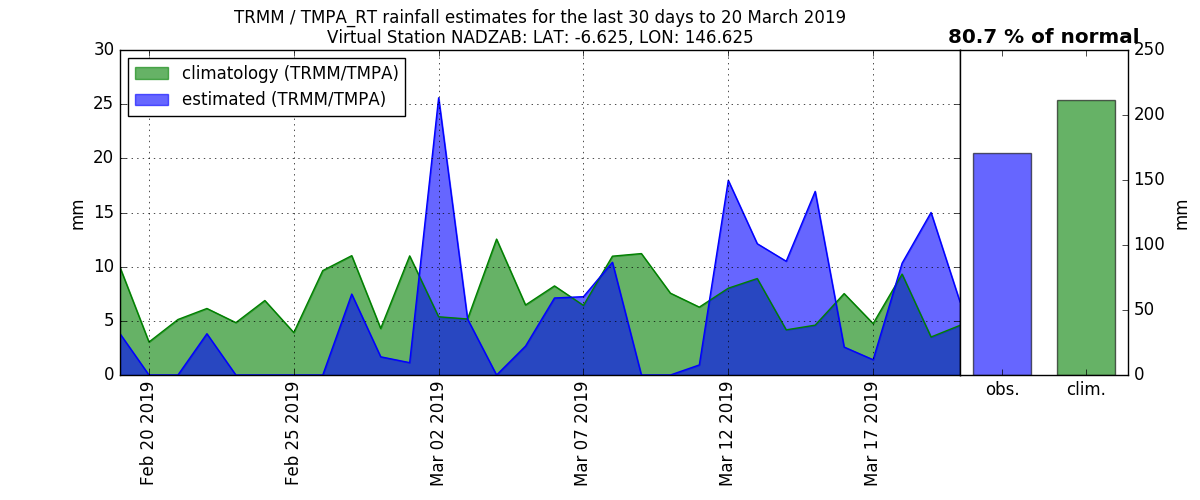 TRMM / TMPA_RT rainfall estimates for the last 30 days to 20 March 2019
Virtual Station NADZAB: LAT: -6.625, LON: 146.625
80.7 % of normal
climatology (TRMM/TMPA)
estimated (TRMM/TMPA)
30
25
20
15
10
5
0
mm
Feb 20 2019
Feb 25 2019
Mar 02 2019
Mar 07 2019
Mar 12 2019
Mar 17 2019
obs.
clim.
250
200
150
100
50
0
mm